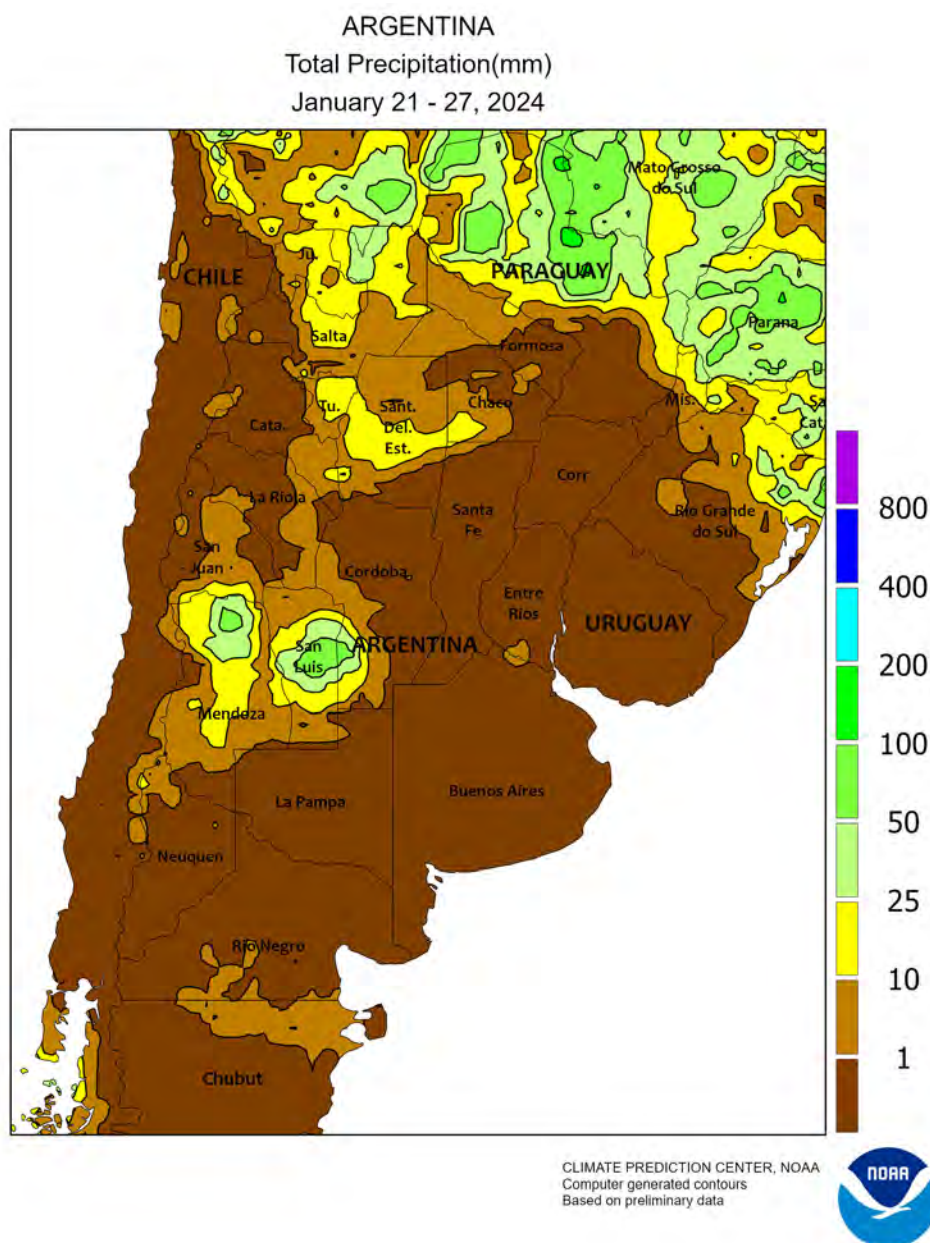 ARGENTINA
Total Precipitation(mm)
January 21 - 27, 2024
Mato Grosso
do Sul
Ju.
CHILE
PARAGUAY
Parana
Salta
Formosa
Tu.
Sant.
Del.
Est.
Chaco
Mis.
Sa
Cat.
Cata.
Corr
La Rioja
Santa
Fe
Rio Grande
do Sul
San
Juan
Cordoba
Entre
Rios
URUGUAY
ARGENTINA
San
Luis
Mendoza
La Pampa
Buenos Aires
Neuquen
Rio Negro
Chubut
800
400
200
100
50
25
10
1
CLIMATE PREDICTION CENTER, NOAA
Computer generated contours
Based on preliminary data
NOAA